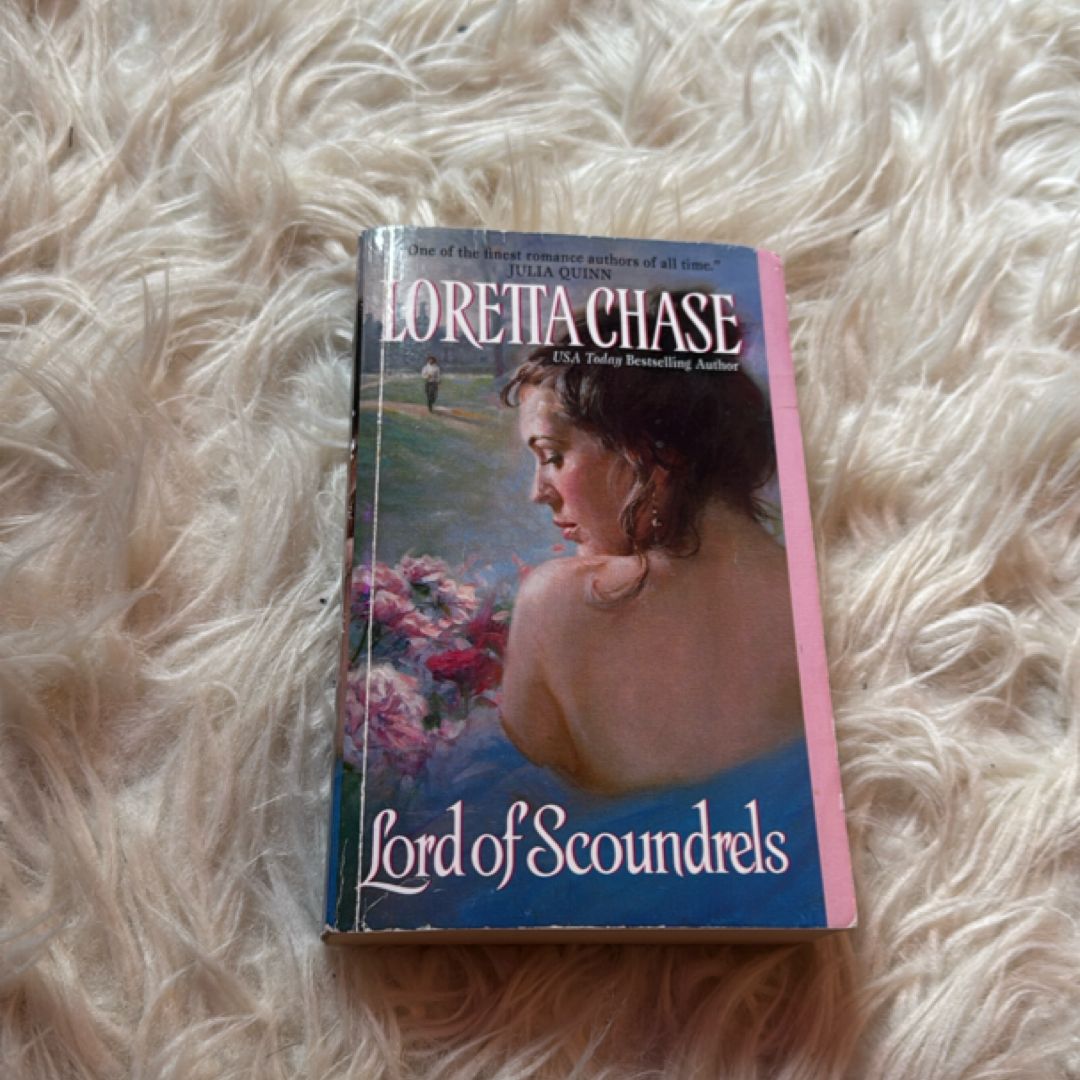 "One of the finest romance authors of all time."
JULIA QUINN
LORETTA CHASE
USA Today Bestselling Author
Lord of Scoundrels